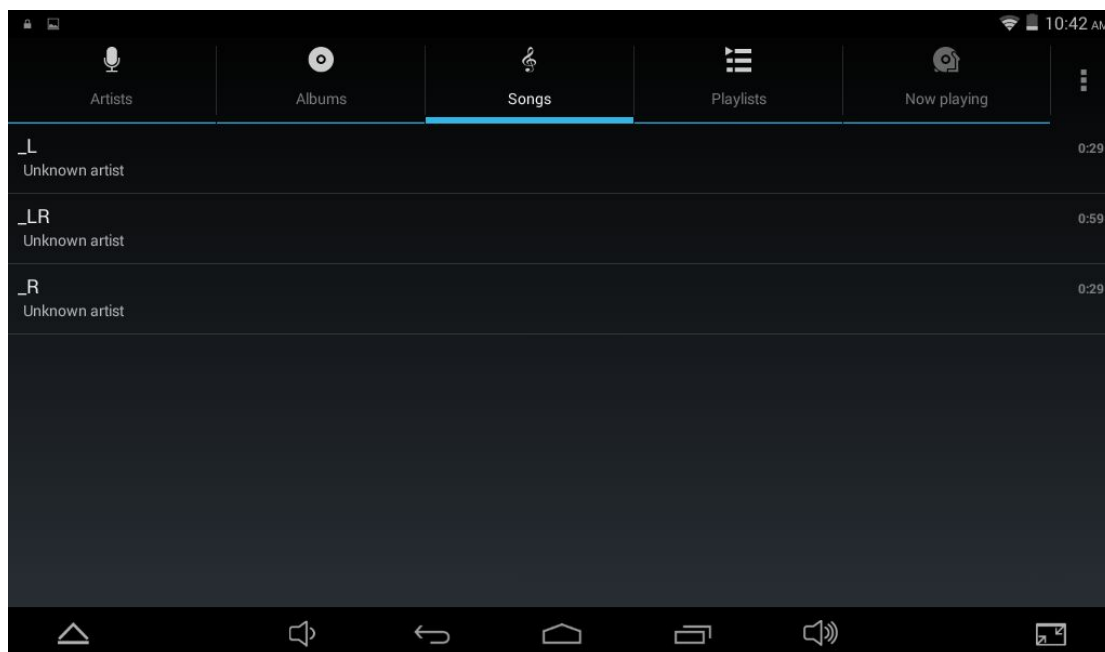 10:42 AM
Artists
Albums
Songs
Playlists
Now playing
_L
0:29
Unknown artist
_LR
0:59
Unknown artist
_R
0:29
Unknown artist